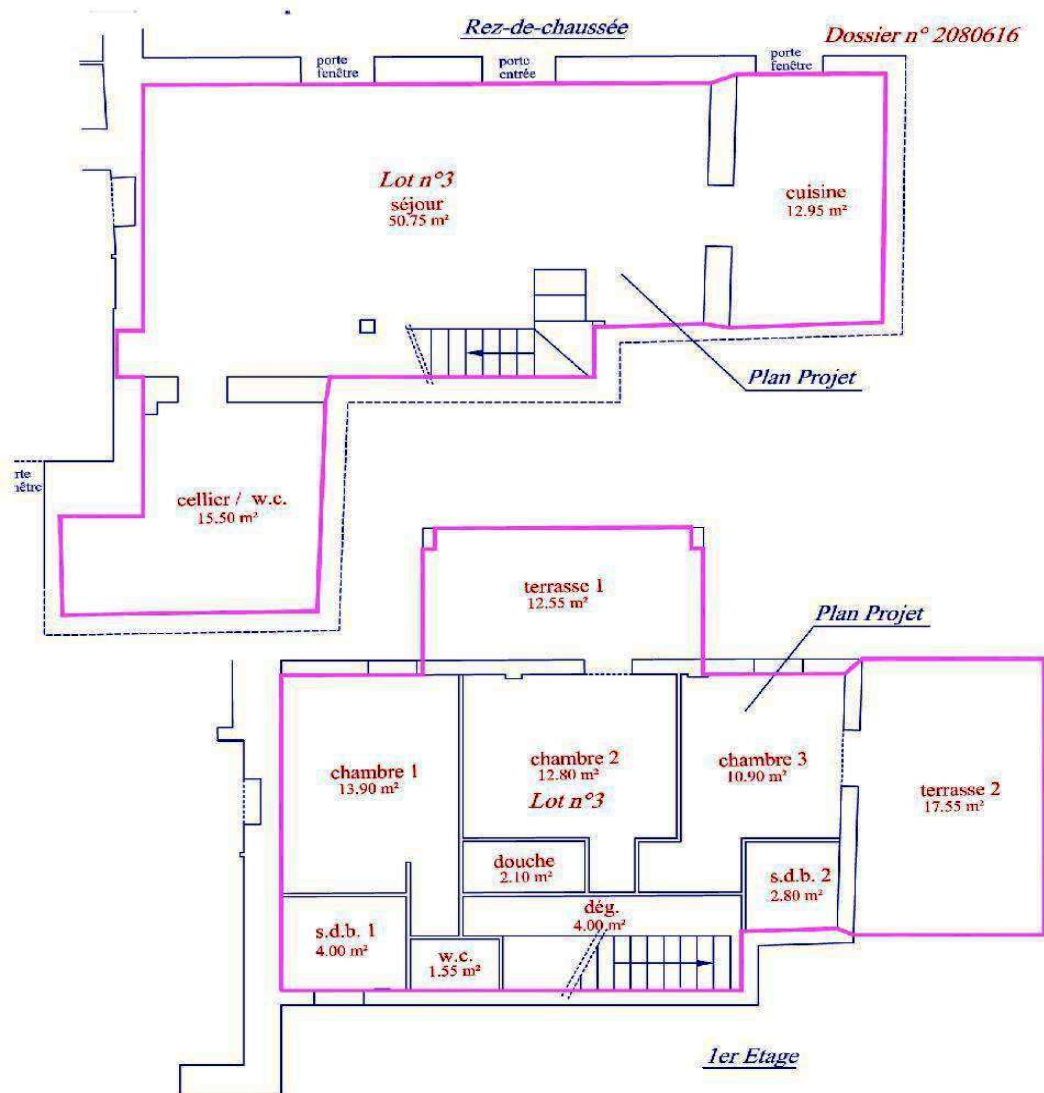 Rez-de-chaussée
Dossier n° 2080616
porte
fenêtre
porte
entrée
porte
fenêtre
Lot n°3
séjour
50.75 m²
cuisine
12.95 m²
Plan Projet
rte
nêtre
cellier / w.c.
15.50 m²
terrasse 1
12.55 m²
Plan Projet
chambre 1
13.90 m²
chambre 2
12.80 m²
Lot n°3
chambre 3
10.90 m²
terrasse 2
17.55 m²
douche
2.10 m²
s.d.b. 2
2.80 m²
dég.
4.00 m²
s.d.b. 1
4.00 m²
w.c.
1.55 m²
1er Etage